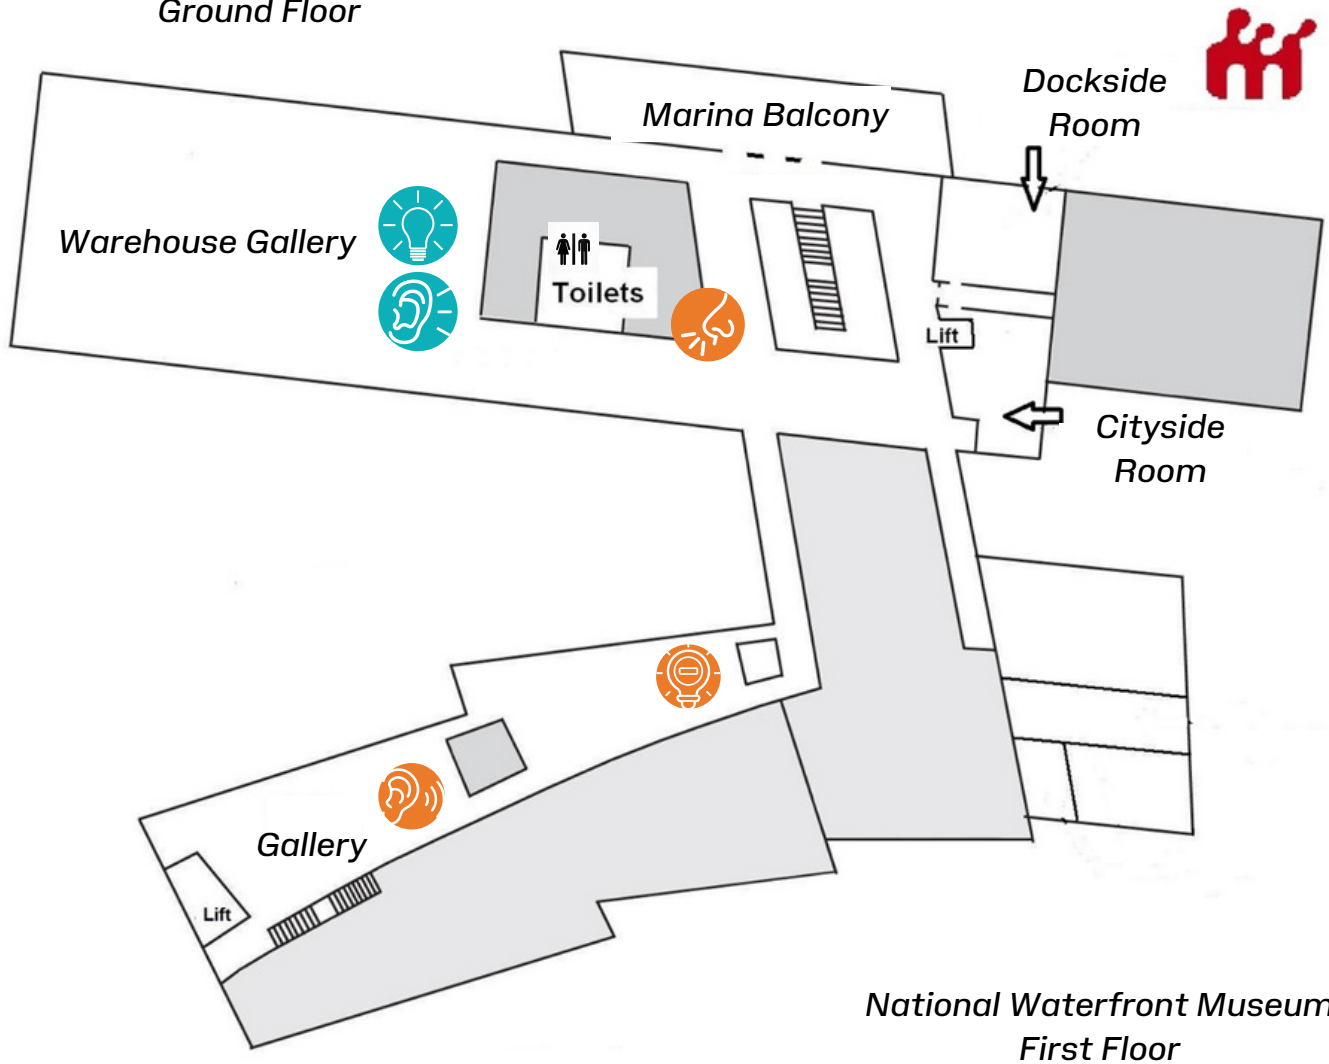 Ground Floor
Dockside
Room
Marina Balcony
Warehouse Gallery
Toilets
Lift
Cityside
Room
Gallery
Lift
National Waterfront Museum
First Floor